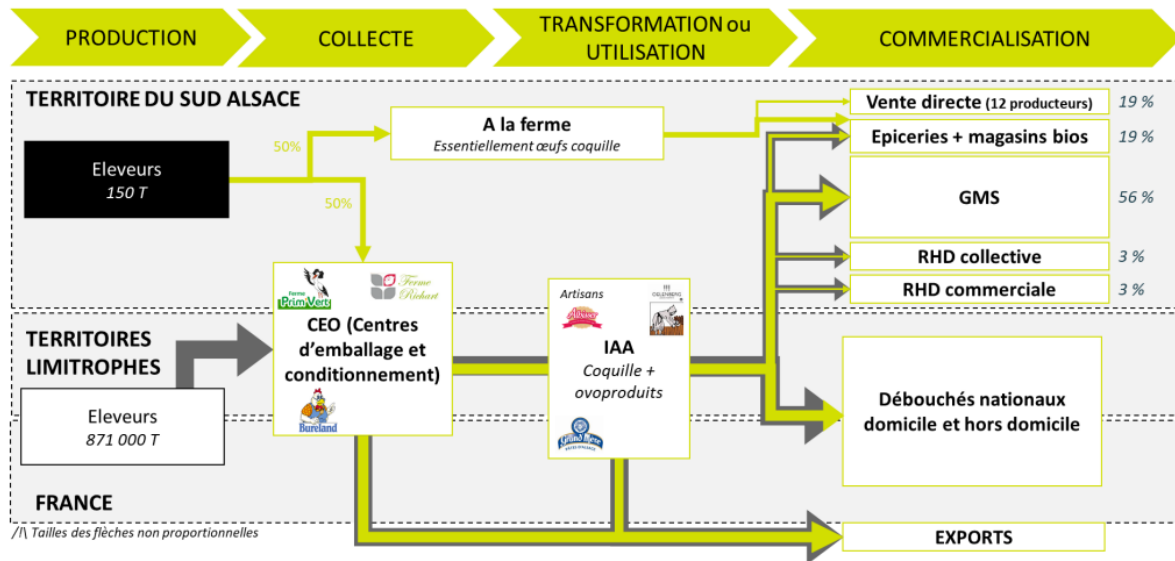 PRODUCTION
COLLECTE
TRANSFORMATION ou
UTILISATION
COMMERCIALISATION
TERRITOIRE DU SUD ALSACE
Eleveurs
150 T
50%
50%
A la ferme
Essentiellement œufs coquille
Vente directe (12 producteurs)
19 %
Epiceries + magasins bios
19 %
GMS
56 %
RHD collective
3 %
RHD commerciale
3 %
Ferme
Prim Vert
Ferme
Richart
CEO (Centres
d'emballage et
conditionnement)
Bureland
Artisans
IAA
Coquille +
ovoproduits
Grand'Mère
TERRITOIRES
LIMITROPHES
Eleveurs
871 000 T
Débouchés nationaux
domicile et hors domicile
FRANCE
/!\ Tailles des flèches non proportionnelles
EXPORTS